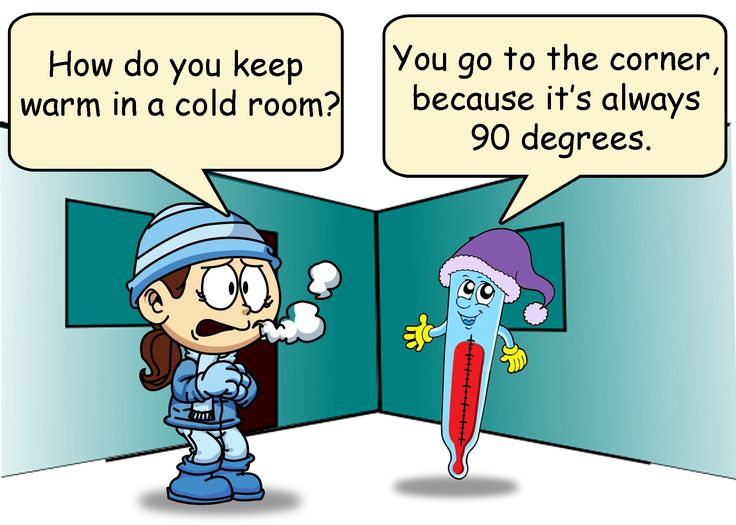 How do you keep
warm in a cold room?
You go to the corner,
because it's always
90 degrees.